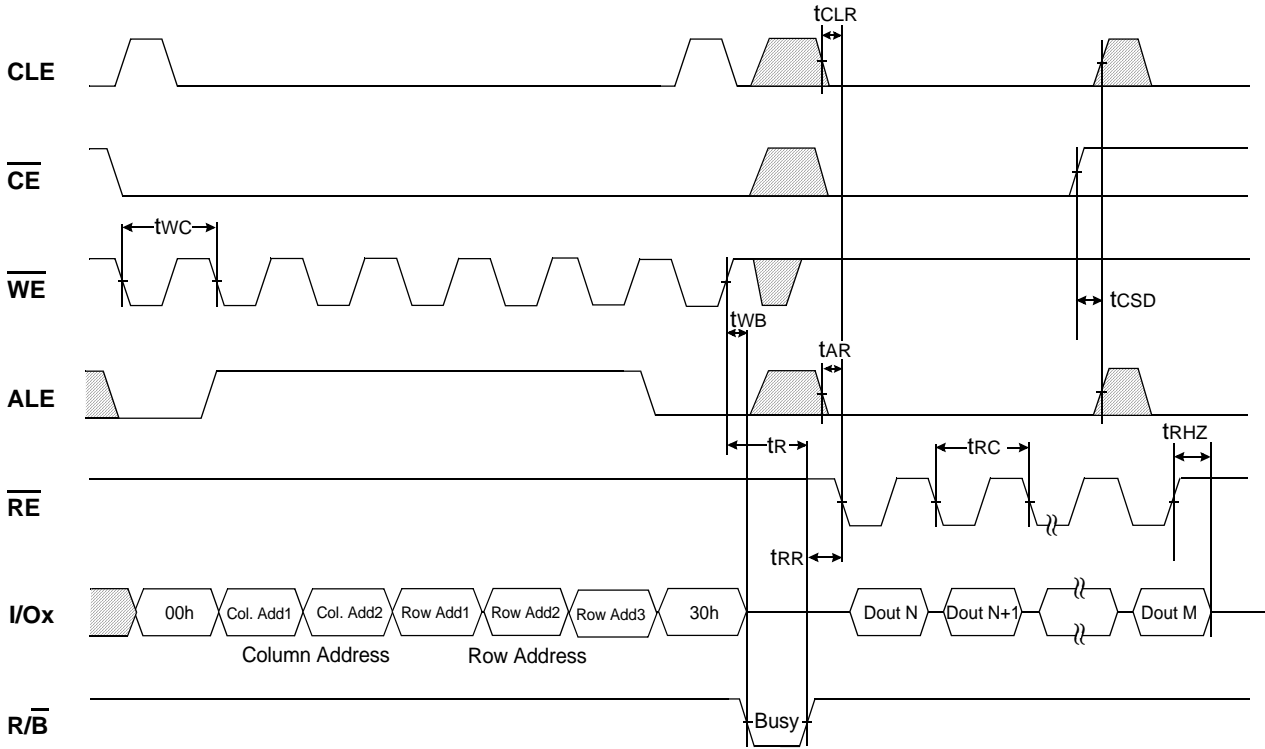 tCLR
CLE
CE
tWC
WE
tWB
tCSD
tAR
ALE
tR
tRC
tRHZ
RE
tRR
I/Ox
00h
Col. Add1
Col. Add2
Row Add1
Row Add2
Row Add3
30h
Dout N
Dout N+1
Dout M
Column Address
Row Address
R/B
Busy